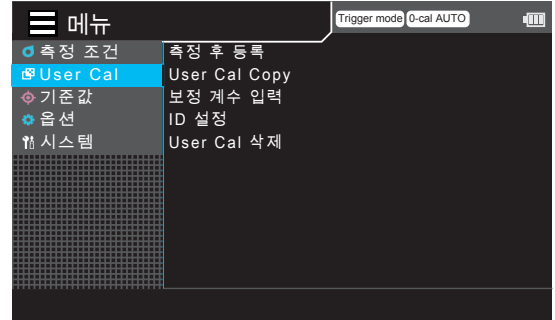 메뉴
Trigger mode 0-cal AUTO
측정 조건
User Cal
기준값
옵션
시스템
측정 후 등록
User Cal Copy
보정 계수 입력
ID 설정
User Cal 삭제